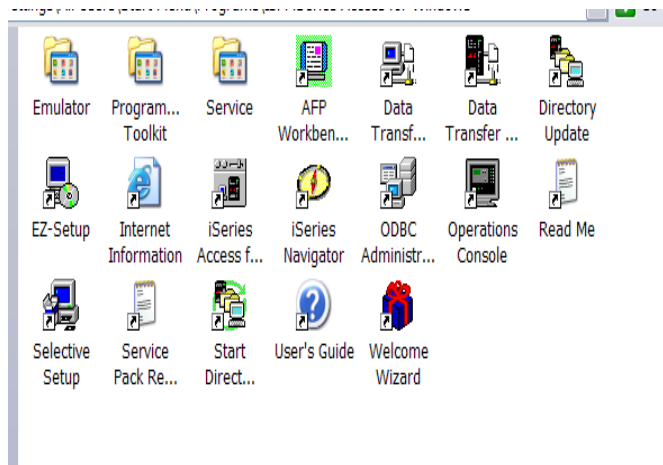 Emulator
Program...
Toolkit
Service
AFP
Workben...
Data
Transf...
Data
Transfer ...
Directory
Update
EZ-Setup
Internet
Information
iSeries
Access f...
iSeries
Navigator
ODBC
Administr...
Operations
Console
Read Me
Selective
Setup
Service
Pack Re...
Start
Direct...
User's Guide
Welcome
Wizard